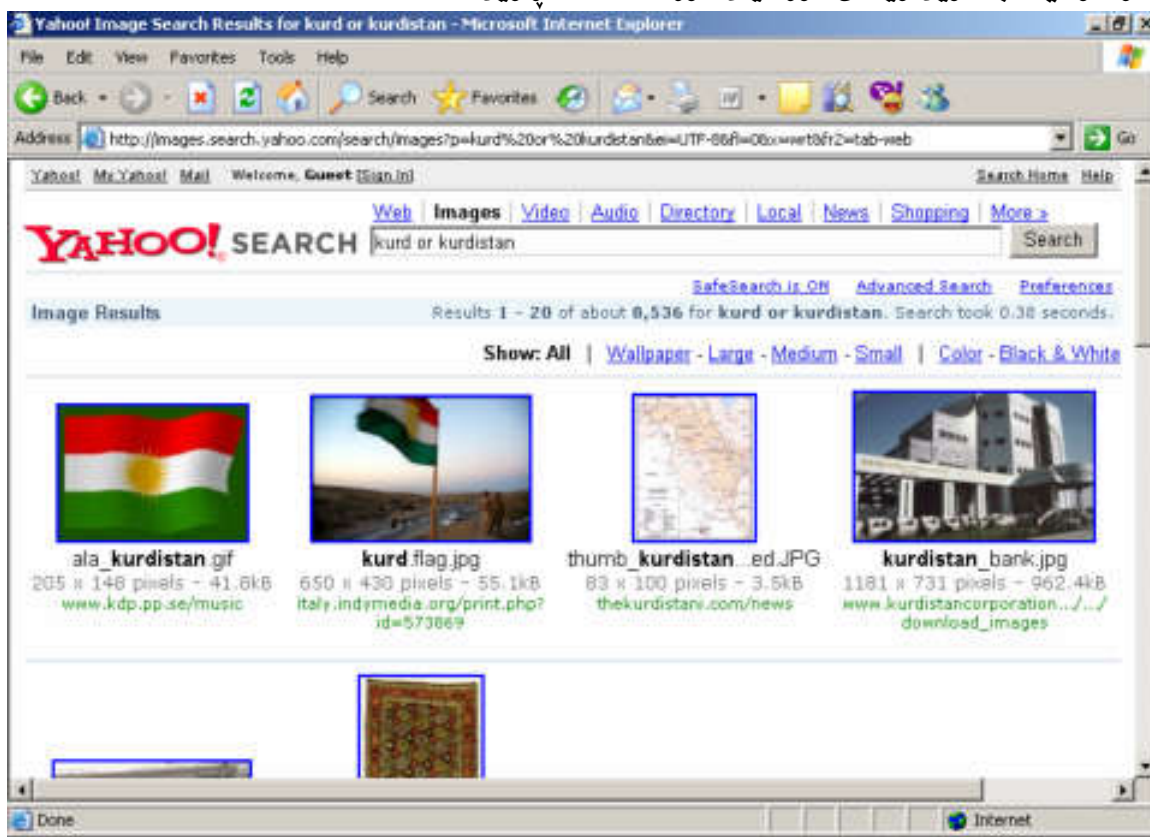 Yahoo! Image Search Results for kurd or kurdistan - Microsoft Internet Explorer
File Edit View Favorites Tools Help
Back Search Favorites
Address http://images.search.yahoo.com/search/images?p=kurd%20or%20kurdistan&ei=UTF-8&fl=0&x=wrt&fr2=tab-web Go
Yahoo! My Yahoo! Mail Welcome, Guest [Sign In] Search Home Help
Web | Images | Video | Audio | Directory | Local | News | Shopping | More »
YAHOO! SEARCH kurd or kurdistan Search
SafeSearch is ON Advanced Search Preferences
Image Results Results 1 - 20 of about 8,536 for kurd or kurdistan. Search took 0.38 seconds.
Show: All | Wallpaper - Large - Medium - Small | Color - Black & White
ala_kurdistan.gif
205 x 148 pixels - 41.8kB
www.kdp.pp.se/music
kurd.flag.jpg
650 x 430 pixels - 55.1kB
italy.indymedia.org/print.php?
id=573869
thumb_kurdistan...ed.JPG
83 x 100 pixels - 3.5kB
thekurdistani.com/news
kurdistan_bank.jpg
1181 x 731 pixels - 962.4kB
www.kurdistancorporation.../.../
download_images
Done Internet